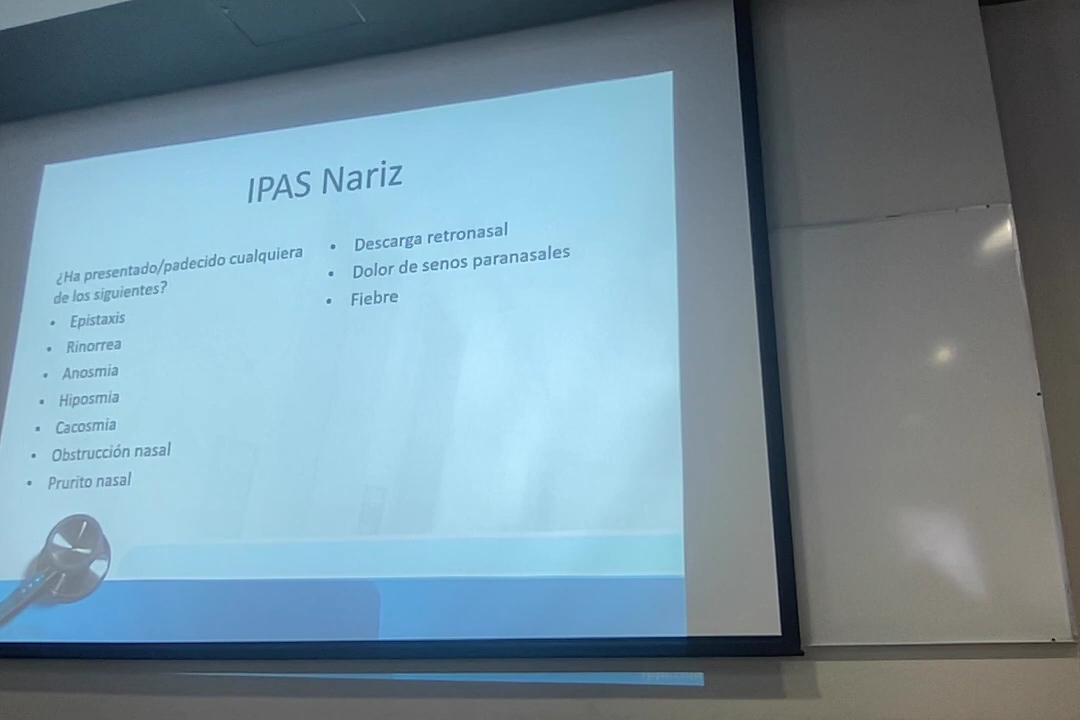 IPAS Nariz
¿Ha presentado/padecido cualquiera
de los siguientes?
• Epistaxis
• Rinorrea
• Anosmia
• Hiposmia
• Cacosmia
• Obstrucción nasal
• Prurito nasal
• Descarga retronasal
• Dolor de senos paranasales
• Fiebre